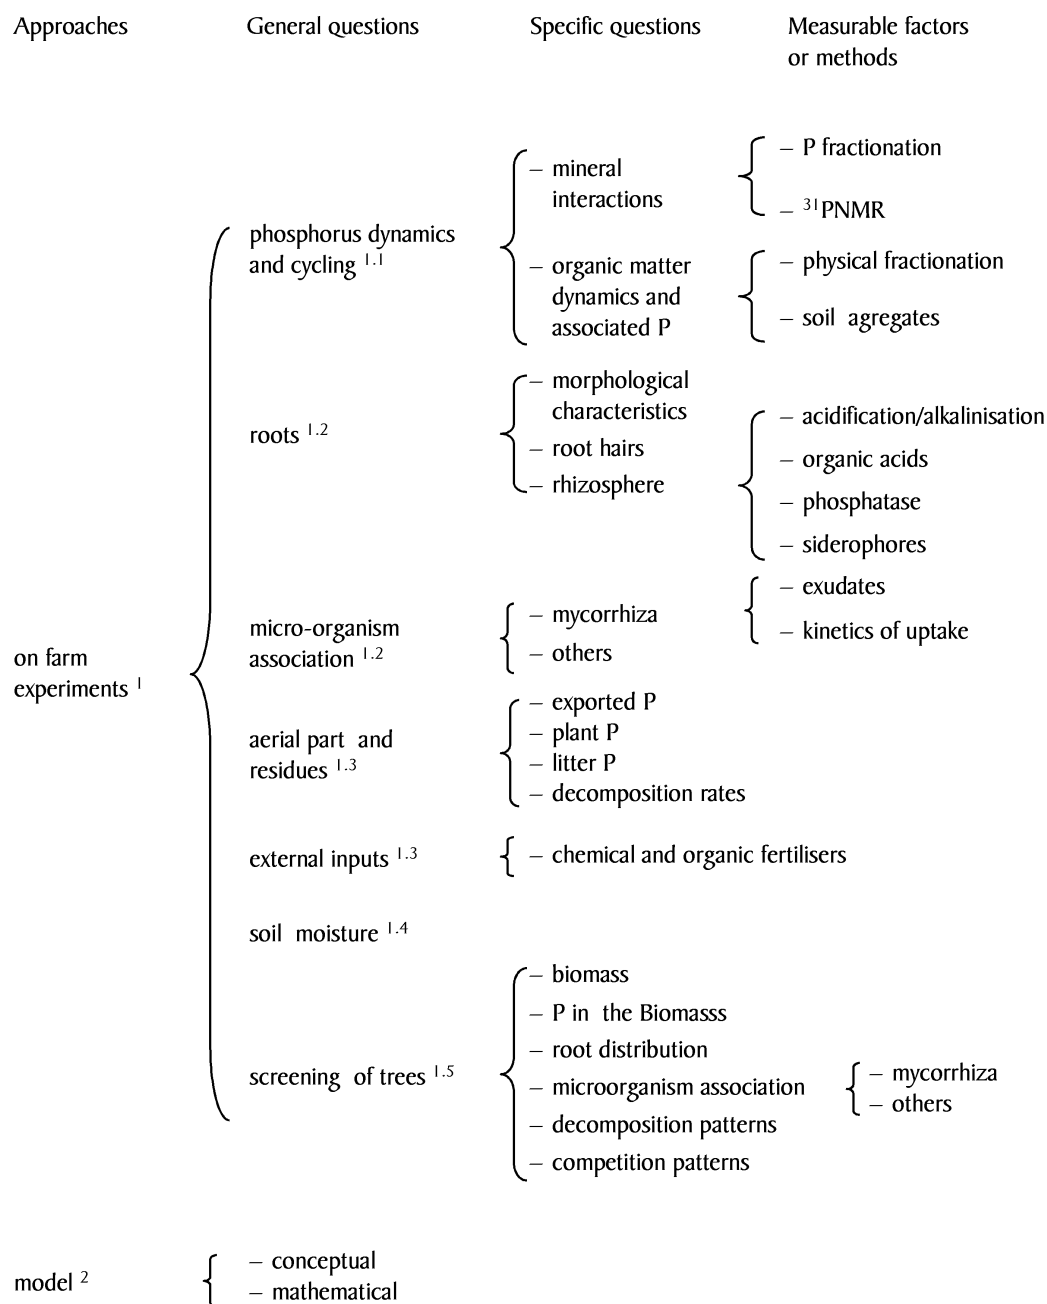 Approaches General questions Specific questions Measurable factors
or methods
– P fractionation
– mineral
interactions
– ³¹PNMR
phosphorus dynamics
and cycling ¹·¹
– physical fractionation
– organic matter
dynamics and
associated P
– soil agregates
– morphological
characteristics
– acidification/alkalinisation
roots ¹·²
– root hairs
– organic acids
– rhizosphere
– phosphatase
– siderophores
– exudates
– mycorrhiza
micro-organism
association ¹·²
– kinetics of uptake
– others
on farm
experiments ¹
– exported P
– plant P
aerial part and
residues ¹·³
– litter P
– decomposition rates
external inputs ¹·³ – chemical and organic fertilisers
soil moisture ¹·⁴
– biomass
– P in the Biomasss
– root distribution
screening of trees ¹·⁵
– microorganism association
– mycorrhiza
– others
– decomposition patterns
– competition patterns
– conceptual
model ²
– mathematical